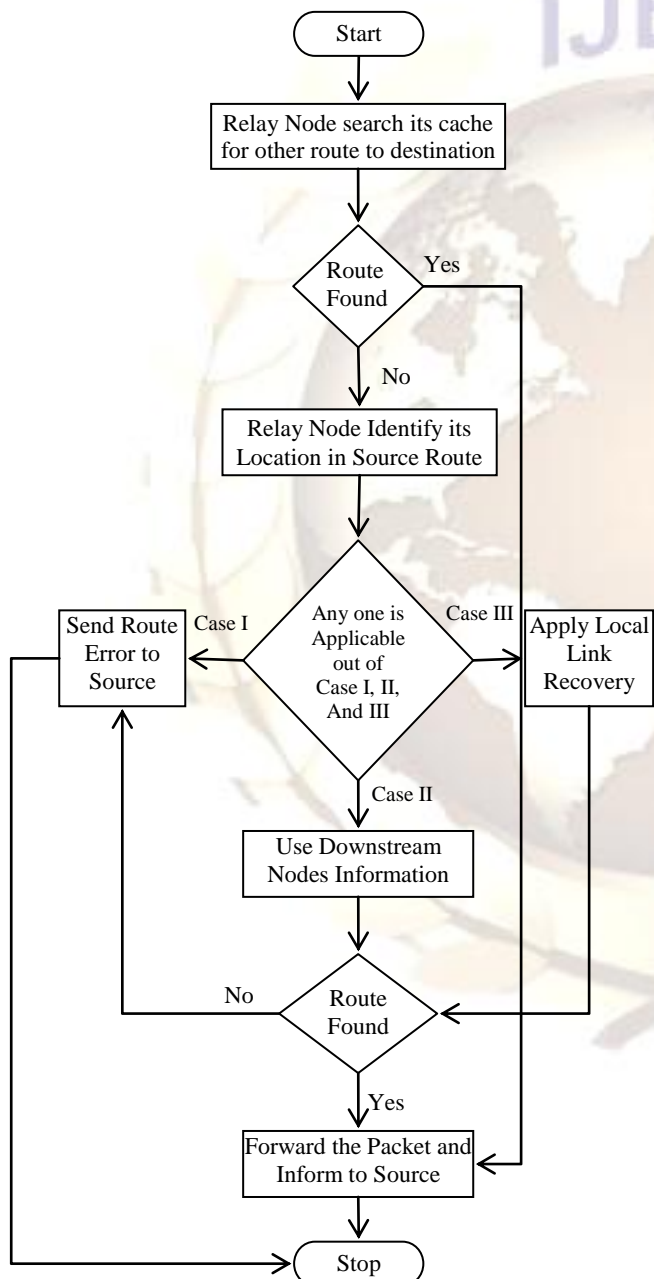 Start
Relay Node search its cache
for other route to destination
Route
Found
Yes
No
Relay Node Identify its
Location in Source Route
Send Route
Error to
Source
Case I
Any one is
Applicable
out of
Case I, II,
And III
Case III
Apply Local
Link
Recovery
Case II
Use Downstream
Nodes Information
No
Route
Found
Yes
Forward the Packet and
Inform to Source
Stop